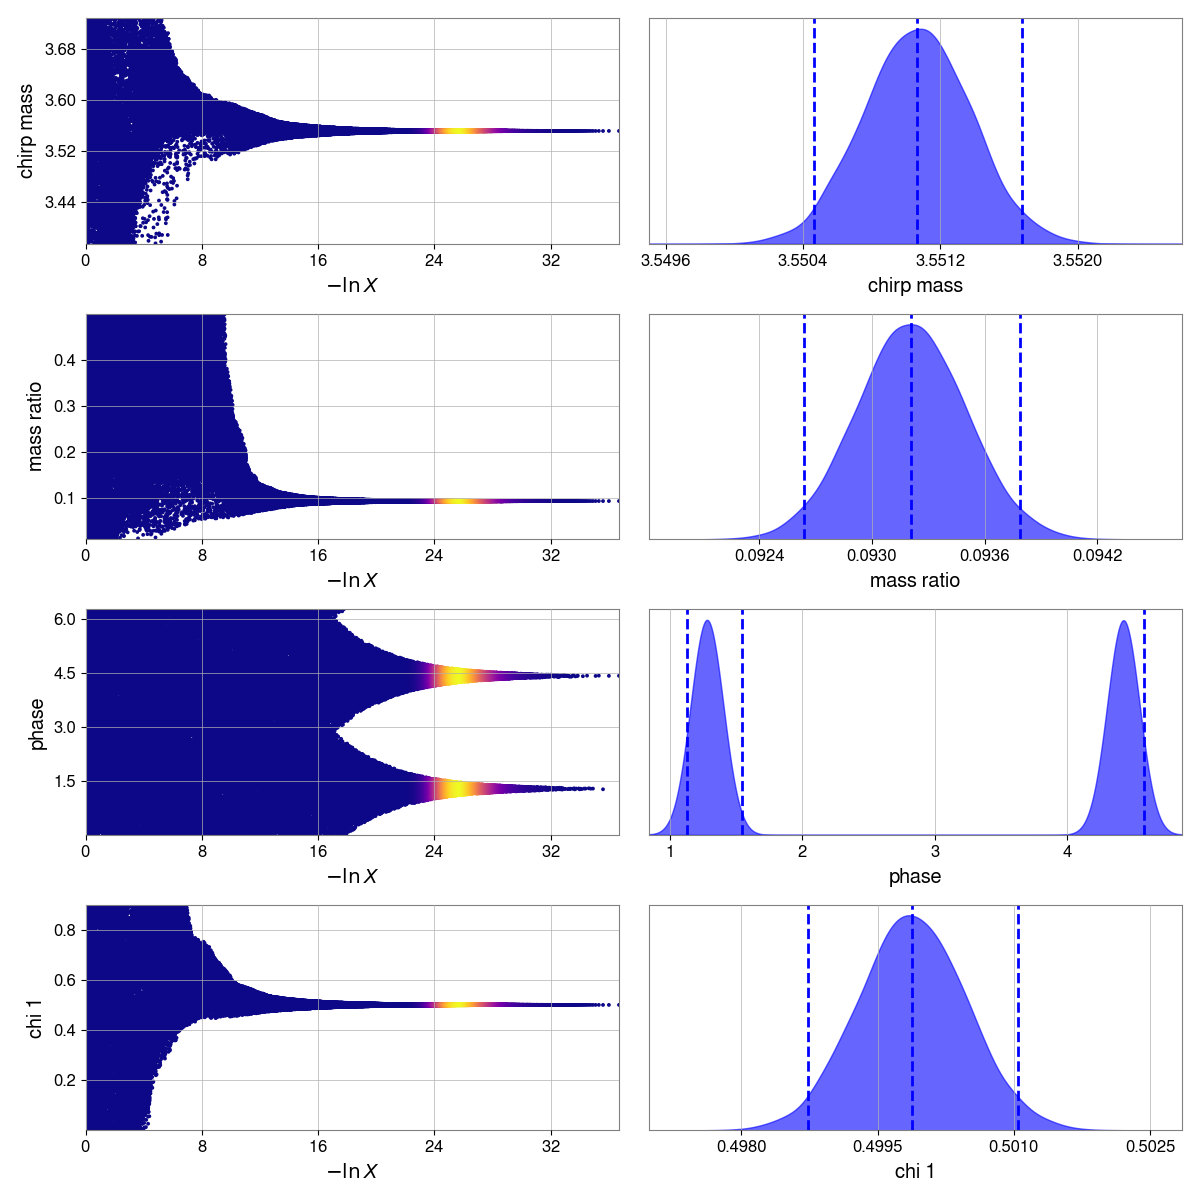 3.68
3.60
3.52
3.44
chirp mass
0 8 16 24 32
−ln X
3.5496 3.5504 3.5512 3.5520
chirp mass
0.4
0.3
0.2
0.1
mass ratio
0 8 16 24 32
−ln X
0.0924 0.0930 0.0936 0.0942
mass ratio
6.0
4.5
3.0
1.5
phase
0 8 16 24 32
−ln X
1 2 3 4
phase
0.8
0.6
0.4
0.2
chi 1
0 8 16 24 32
−ln X
0.4980 0.4995 0.5010 0.5025
chi 1